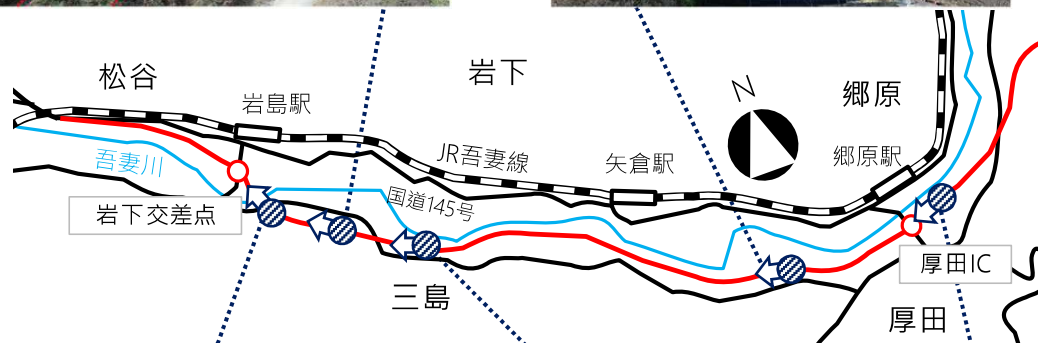 松谷
岩下
岩島駅
郷原
N
JR吾妻線
矢倉駅
郷原駅
吾妻川
国道145号
岩下交差点
厚田IC
三島
厚田